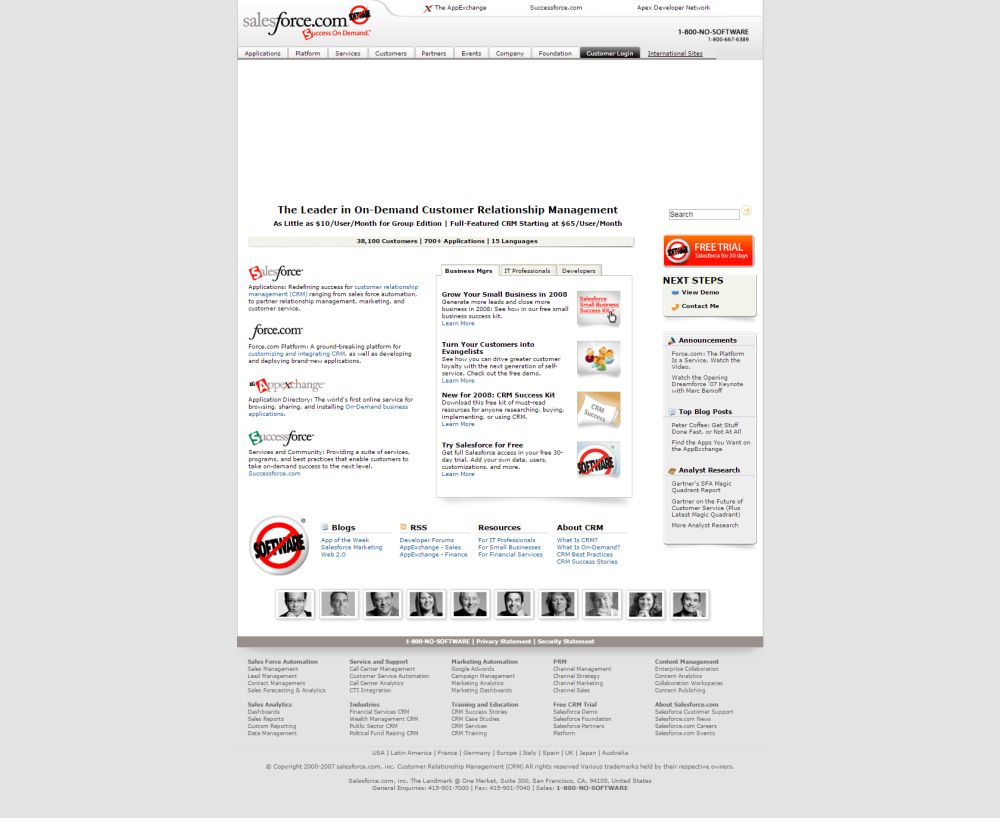 salesforce.com
Success On Demand.™
The AppExchange
Successforce.com
Apex Developer Network
1-800-NO-SOFTWARE
1-800-667-6389
Applications
Platform
Services
Customers
Partners
Events
Company
Foundation
Customer Login
International Sites
The Leader in On-Demand Customer Relationship Management
As Little as $10/User/Month for Group Edition | Full-Featured CRM Starting at $65/User/Month
38,100 Customers | 700+ Applications | 15 Languages
Search
FREE TRIAL
Salesforce for 30 days
NEXT STEPS
View Demo
Contact Me
Salesforce
Applications: Redefining success for customer relationship
management (CRM) ranging from sales force automation,
to partner relationship management, marketing, and
customer service.
force.com
Force.com Platform: A ground-breaking platform for
customizing and integrating CRM, as well as developing
and deploying brand-new applications.
Appexchange
Application Directory: The world's first online service for
browsing, sharing, and installing On-Demand business
applications.
Successforce
Services and Community: Providing a suite of services,
programs, and best practices that enable customers to
take on-demand success to the next level.
Successforce.com
Business Mgrs
IT Professionals
Developers
Grow Your Small Business in 2008
Generate more leads and close more
business in 2008: See how in our free small
business success kit.
Learn More
Salesforce
Small Business
Success Kit >
Turn Your Customers into
Evangelists
See how you can drive greater customer
loyalty with the next generation of self-
service. Check out the free demo.
Learn More
New for 2008: CRM Success Kit
Download this free kit of must-read
resources for anyone researching, buying,
implementing, or using CRM.
Learn More
CRM
Success
Try Salesforce for Free
Get full Salesforce access in your free 30-
day trial. Add your own data, users,
customizations, and more.
Learn More
SOFTWARE
Announcements
Force.com: The Platform
Is a Service. Watch the
Video.
Watch the Opening
Dreamforce '07 Keynote
with Marc Benioff
Top Blog Posts
Peter Coffee: Get Stuff
Done Fast, or Not At All
Find the Apps You Want on
the AppExchange
Analyst Research
Gartner's SFA Magic
Quadrant Report
Gartner on the Future of
Customer Service (Plus
Latest Magic Quadrant)
More Analyst Research
SOFTWARE
Blogs
App of the Week
Salesforce Marketing
Web 2.0
RSS
Developer Forums
AppExchange - Sales
AppExchange - Finance
Resources
For IT Professionals
For Small Businesses
For Financial Services
About CRM
What Is CRM?
What Is On-Demand?
CRM Best Practices
CRM Success Stories
1-800-NO-SOFTWARE | Privacy Statement | Security Statement
Sales Force Automation
Sales Management
Lead Management
Contact Management
Sales Forecasting & Analytics
Service and Support
Call Center Management
Customer Service Automation
Call Center Analytics
CTI Integration
Marketing Automation
Google Adwords
Campaign Management
Marketing Analytics
Marketing Dashboards
PRM
Channel Management
Channel Strategy
Channel Marketing
Channel Sales
Content Management
Enterprise Collaboration
Content Analytics
Collaboration Workspaces
Content Publishing
Sales Analytics
Dashboards
Sales Reports
Custom Reporting
Data Management
Industries
Financial Services CRM
Wealth Management CRM
Public Sector CRM
Political Fund Raising CRM
Training and Education
CRM Success Stories
CRM Case Studies
CRM Services
CRM Training
Free CRM Trial
Salesforce Demo
Salesforce Foundation
Salesforce Partners
Platform
About Salesforce.com
Salesforce Customer Support
Salesforce.com News
Salesforce.com Careers
Salesforce.com Events
USA | Latin America | France | Germany | Europe | Italy | Spain | UK | Japan | Australia
© Copyright 2000-2007 salesforce.com, inc. Customer Relationship Management (CRM) All rights reserved Various trademarks held by their respective owners.
Salesforce.com, inc. The Landmark @ One Market, Suite 300, San Francisco, CA, 94105, United States
General Enquiries: 415-901-7000 | Fax: 415-901-7040 | Sales: 1-800-NO-SOFTWARE